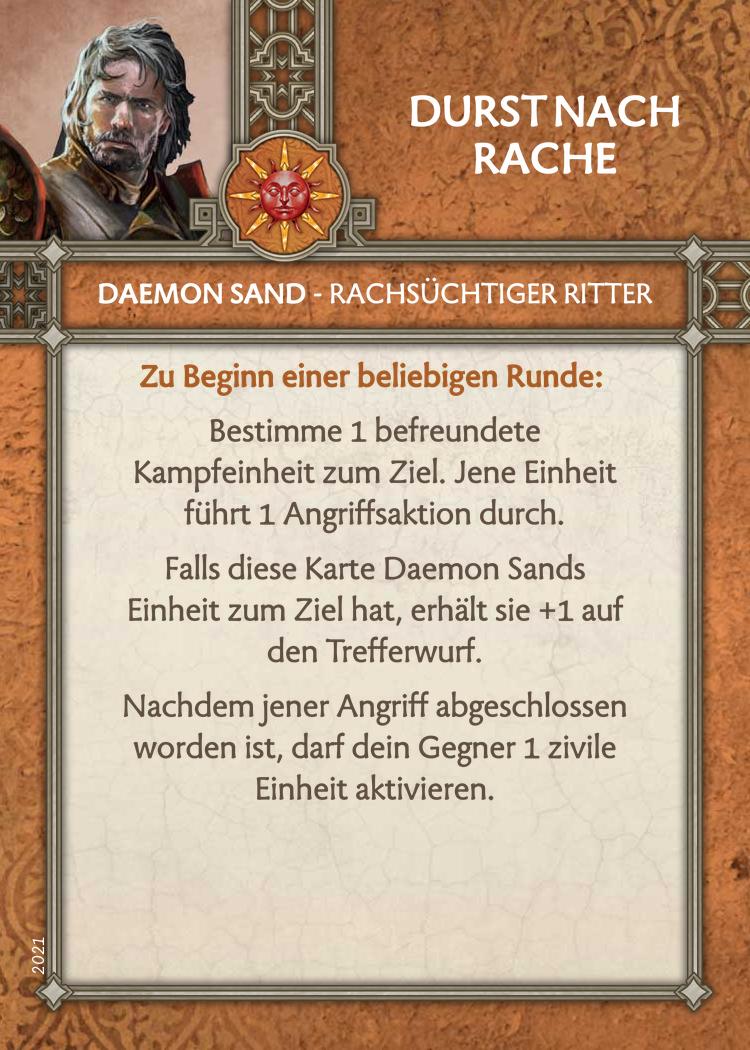 DURST NACH
RACHE
DAEMON SAND - RACHSÜCHTIGER RITTER
Zu Beginn einer beliebigen Runde:
Bestimme 1 befreundete
Kampfeinheit zum Ziel. Jene Einheit
führt 1 Angriffsaktion durch.
Falls diese Karte Daemon Sands
Einheit zum Ziel hat, erhält sie +1 auf
den Trefferwurf.
Nachdem jener Angriff abgeschlossen
worden ist, darf dein Gegner 1 zivile
Einheit aktivieren.
2021